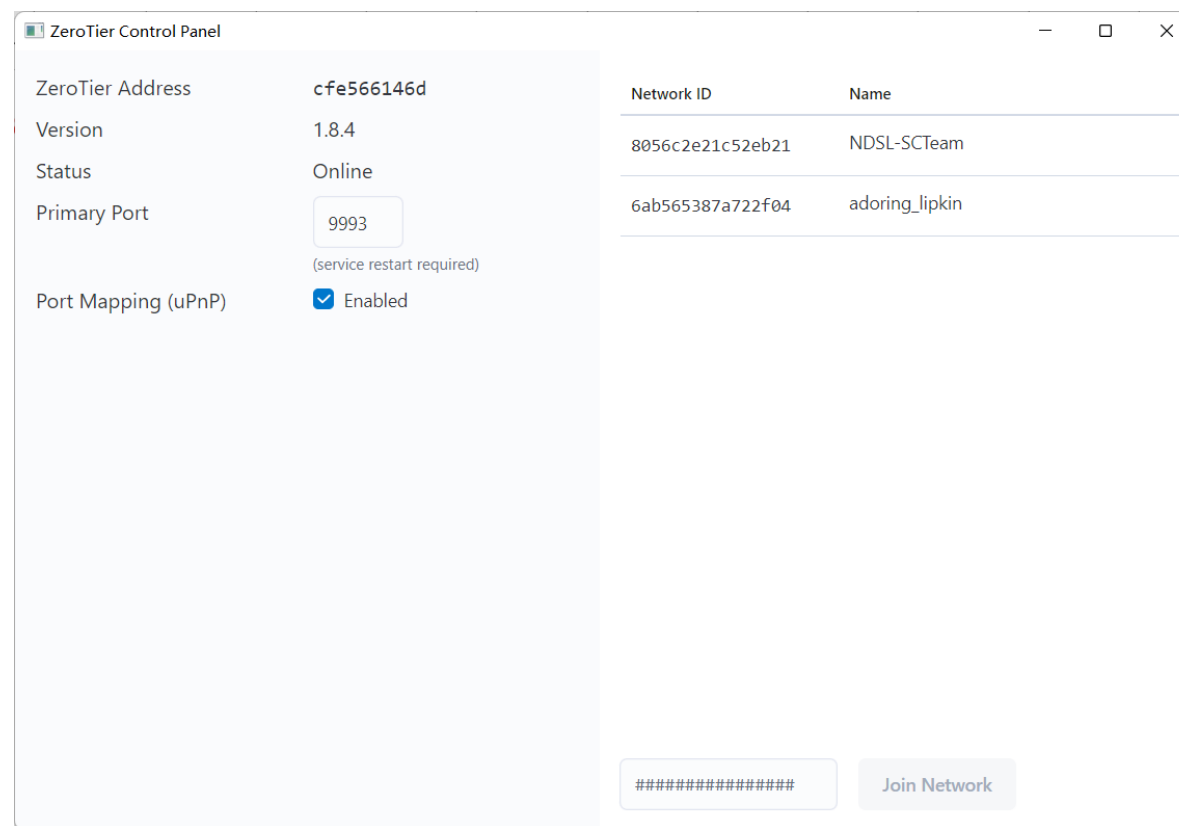 ZeroTier Control Panel
ZeroTier Address cfe566146d
Version 1.8.4
Status Online
Primary Port 9993
(service restart required)
Port Mapping (uPnP) Enabled
Network ID Name
8056c2e21c52eb21 NDSL-SCTeam
6ab565387a722f04 adoring_lipkin
################ Join Network